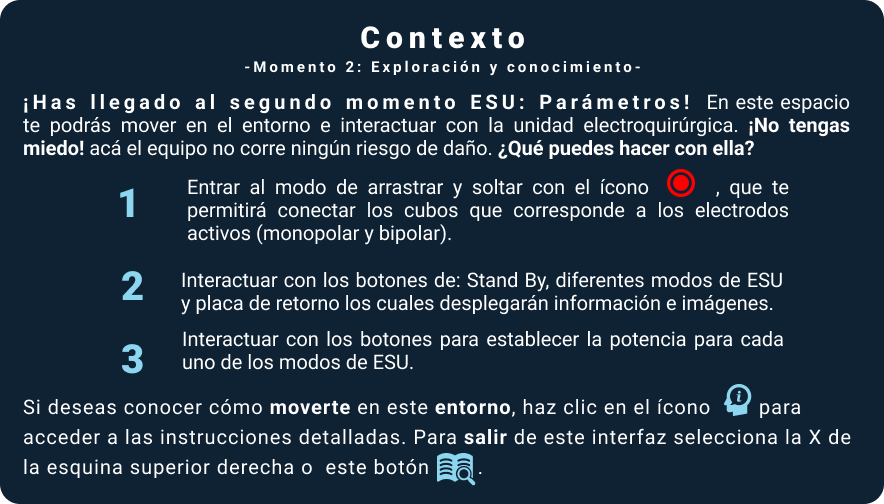 Contexto
-Momento 2: Exploración y conocimiento-
¡Has llegado al segundo momento ESU: Parámetros! En este espacio
te podrás mover en el entorno e interactuar con la unidad electroquirúrgica. ¡No tengas
miedo! acá el equipo no corre ningún riesgo de daño. ¿Qué puedes hacer con ella?
1
Entrar al modo de arrastrar y soltar con el ícono , que te
permitirá conectar los cubos que corresponde a los electrodos
activos (monopolar y bipolar).
2
Interactuar con los botones de: Stand By, diferentes modos de ESU
y placa de retorno los cuales desplegarán información e imágenes.
3
Interactuar con los botones para establecer la potencia para cada
uno de los modos de ESU.
Si deseas conocer cómo moverte en este entorno, haz clic en el ícono para
acceder a las instrucciones detalladas. Para salir de este interfaz selecciona la X de
la esquina superior derecha o este botón .